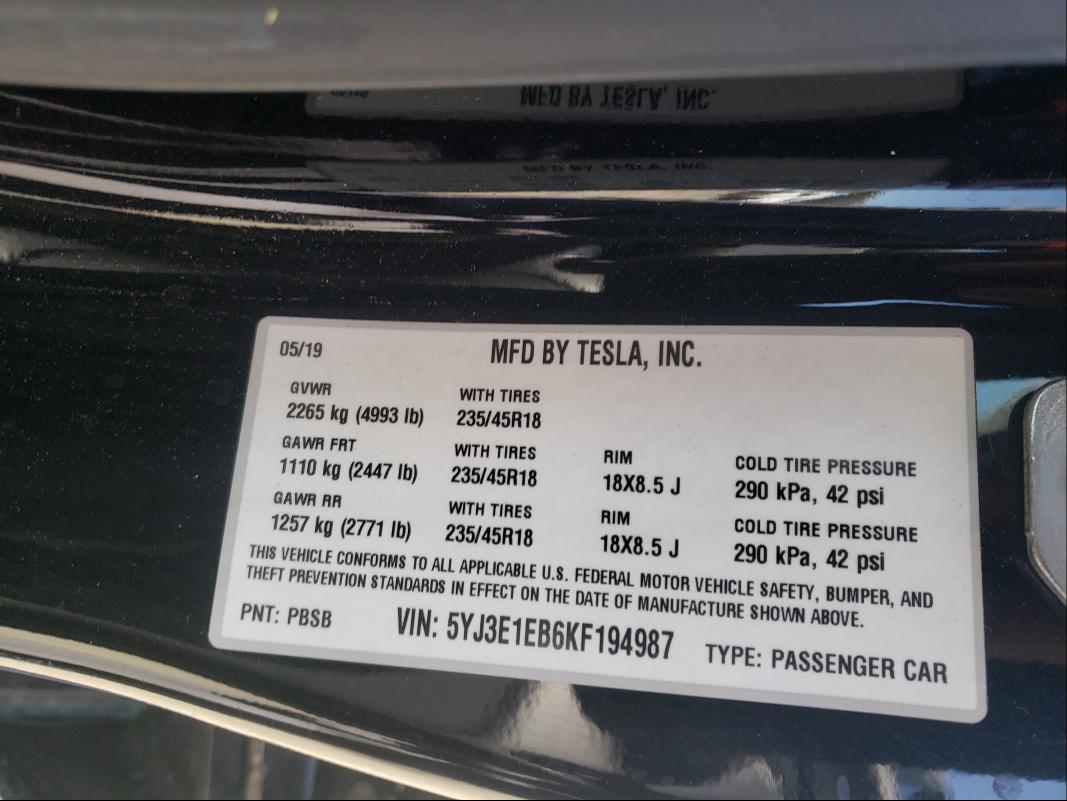 MFD BY TESLA, INC.
MFD BY TESLA, INC.
05/19 MFD BY TESLA, INC.
GVWR WITH TIRES
2265 kg (4993 lb) 235/45R18
GAWR FRT WITH TIRES RIM COLD TIRE PRESSURE
1110 kg (2447 lb) 235/45R18 18X8.5 J 290 kPa, 42 psi
GAWR RR WITH TIRES RIM COLD TIRE PRESSURE
1257 kg (2771 lb) 235/45R18 18X8.5 J 290 kPa, 42 psi
THIS VEHICLE CONFORMS TO ALL APPLICABLE U.S. FEDERAL MOTOR VEHICLE SAFETY, BUMPER, AND
THEFT PREVENTION STANDARDS IN EFFECT ON THE DATE OF MANUFACTURE SHOWN ABOVE.
PNT: PBSB VIN: 5YJ3E1EB6KF194987 TYPE: PASSENGER CAR